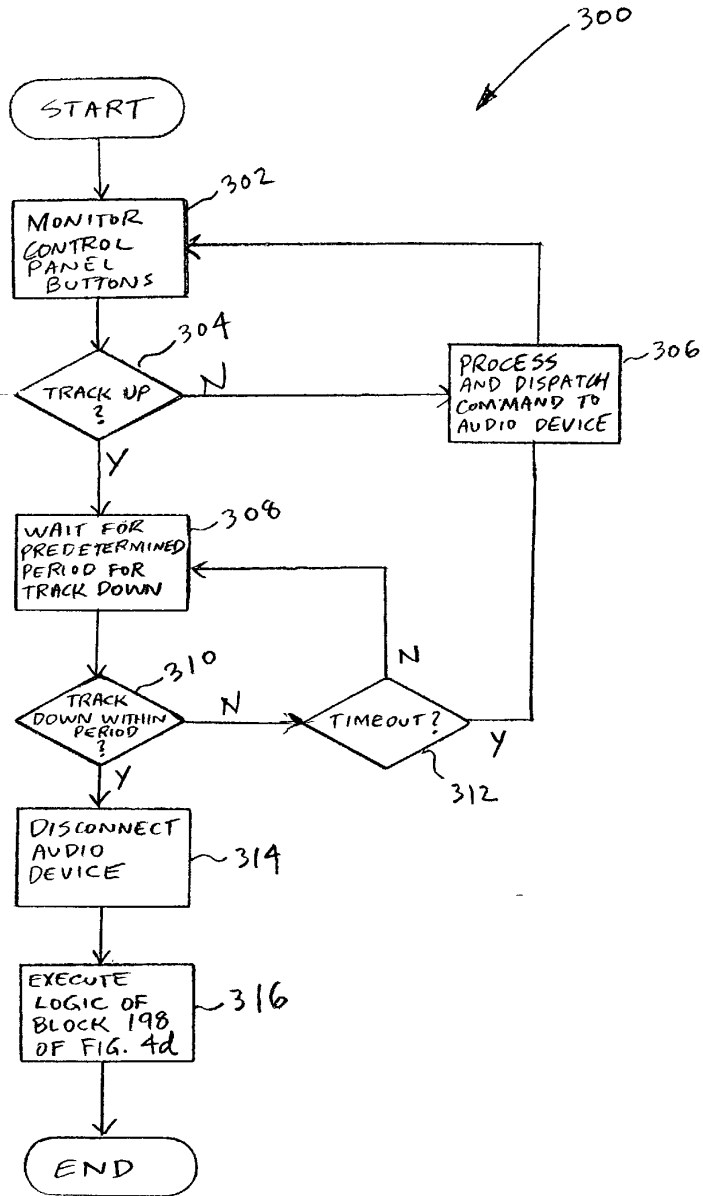 300
START
302
MONITOR
CONTROL
PANEL
BUTTONS
304
TRACK UP
?
N
Y
306
PROCESS
AND DISPATCH
COMMAND TO
AUDIO DEVICE
308
WAIT FOR
PREDETERMINED
PERIOD FOR
TRACK DOWN
310
TRACK
DOWN WITHIN
PERIOD
?
N
Y
N
TIMEOUT?
Y
312
DISCONNECT
AUDIO
DEVICE
314
EXECUTE
LOGIC OF
BLOCK 198
OF FIG. 4d
316
END